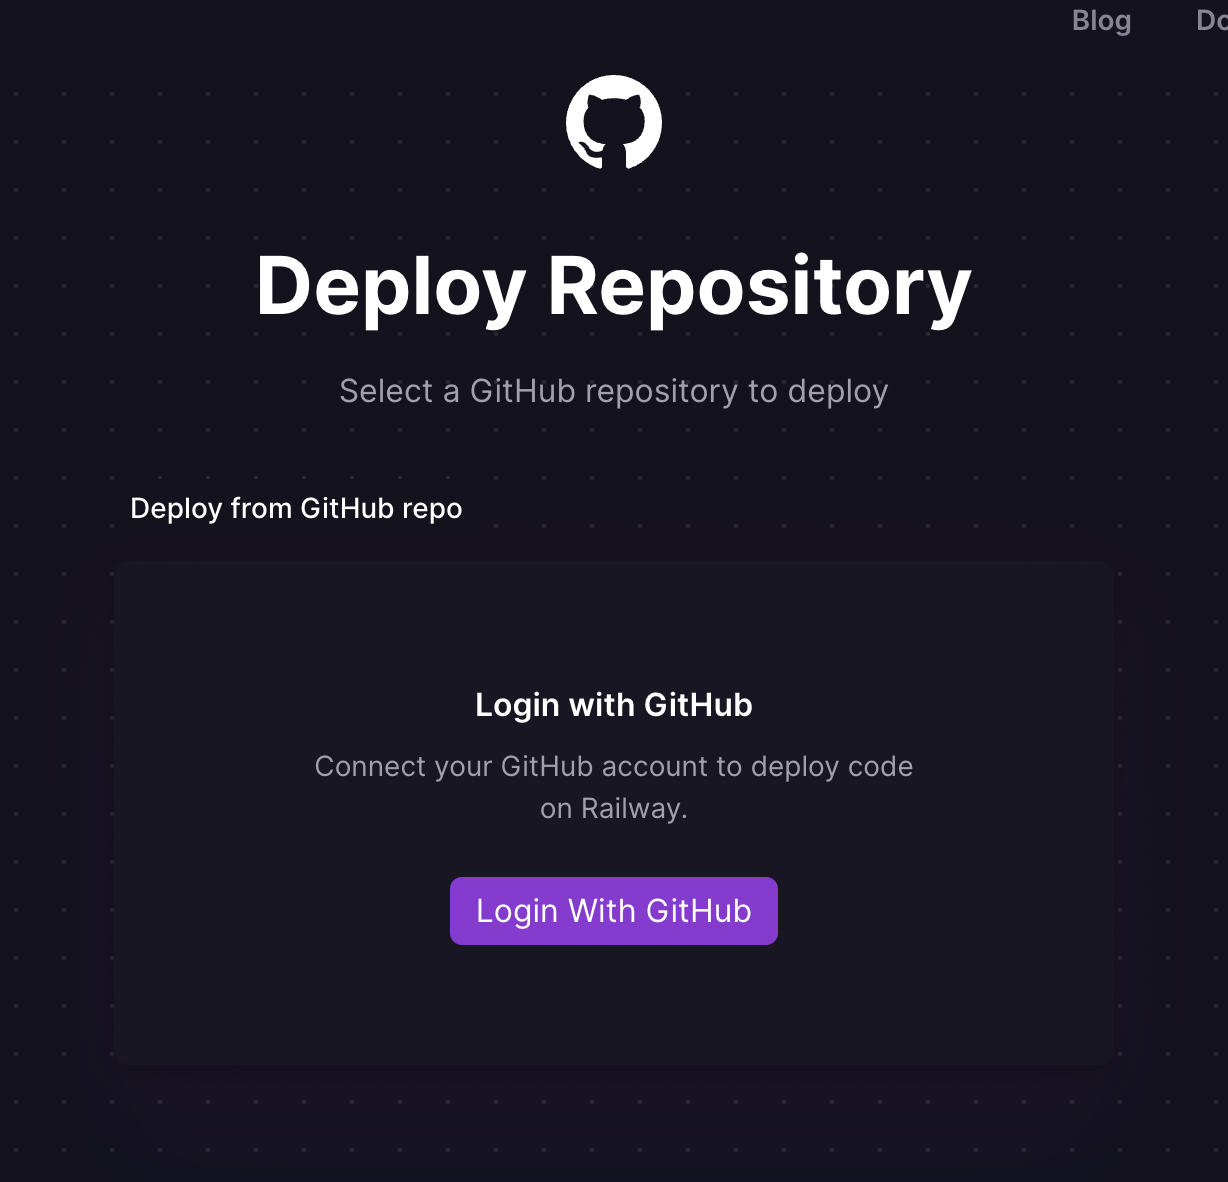 Blog
Deploy Repository
Select a GitHub repository to deploy
Deploy from GitHub repo
Login with GitHub
Connect your GitHub account to deploy code
on Railway.
Login With GitHub